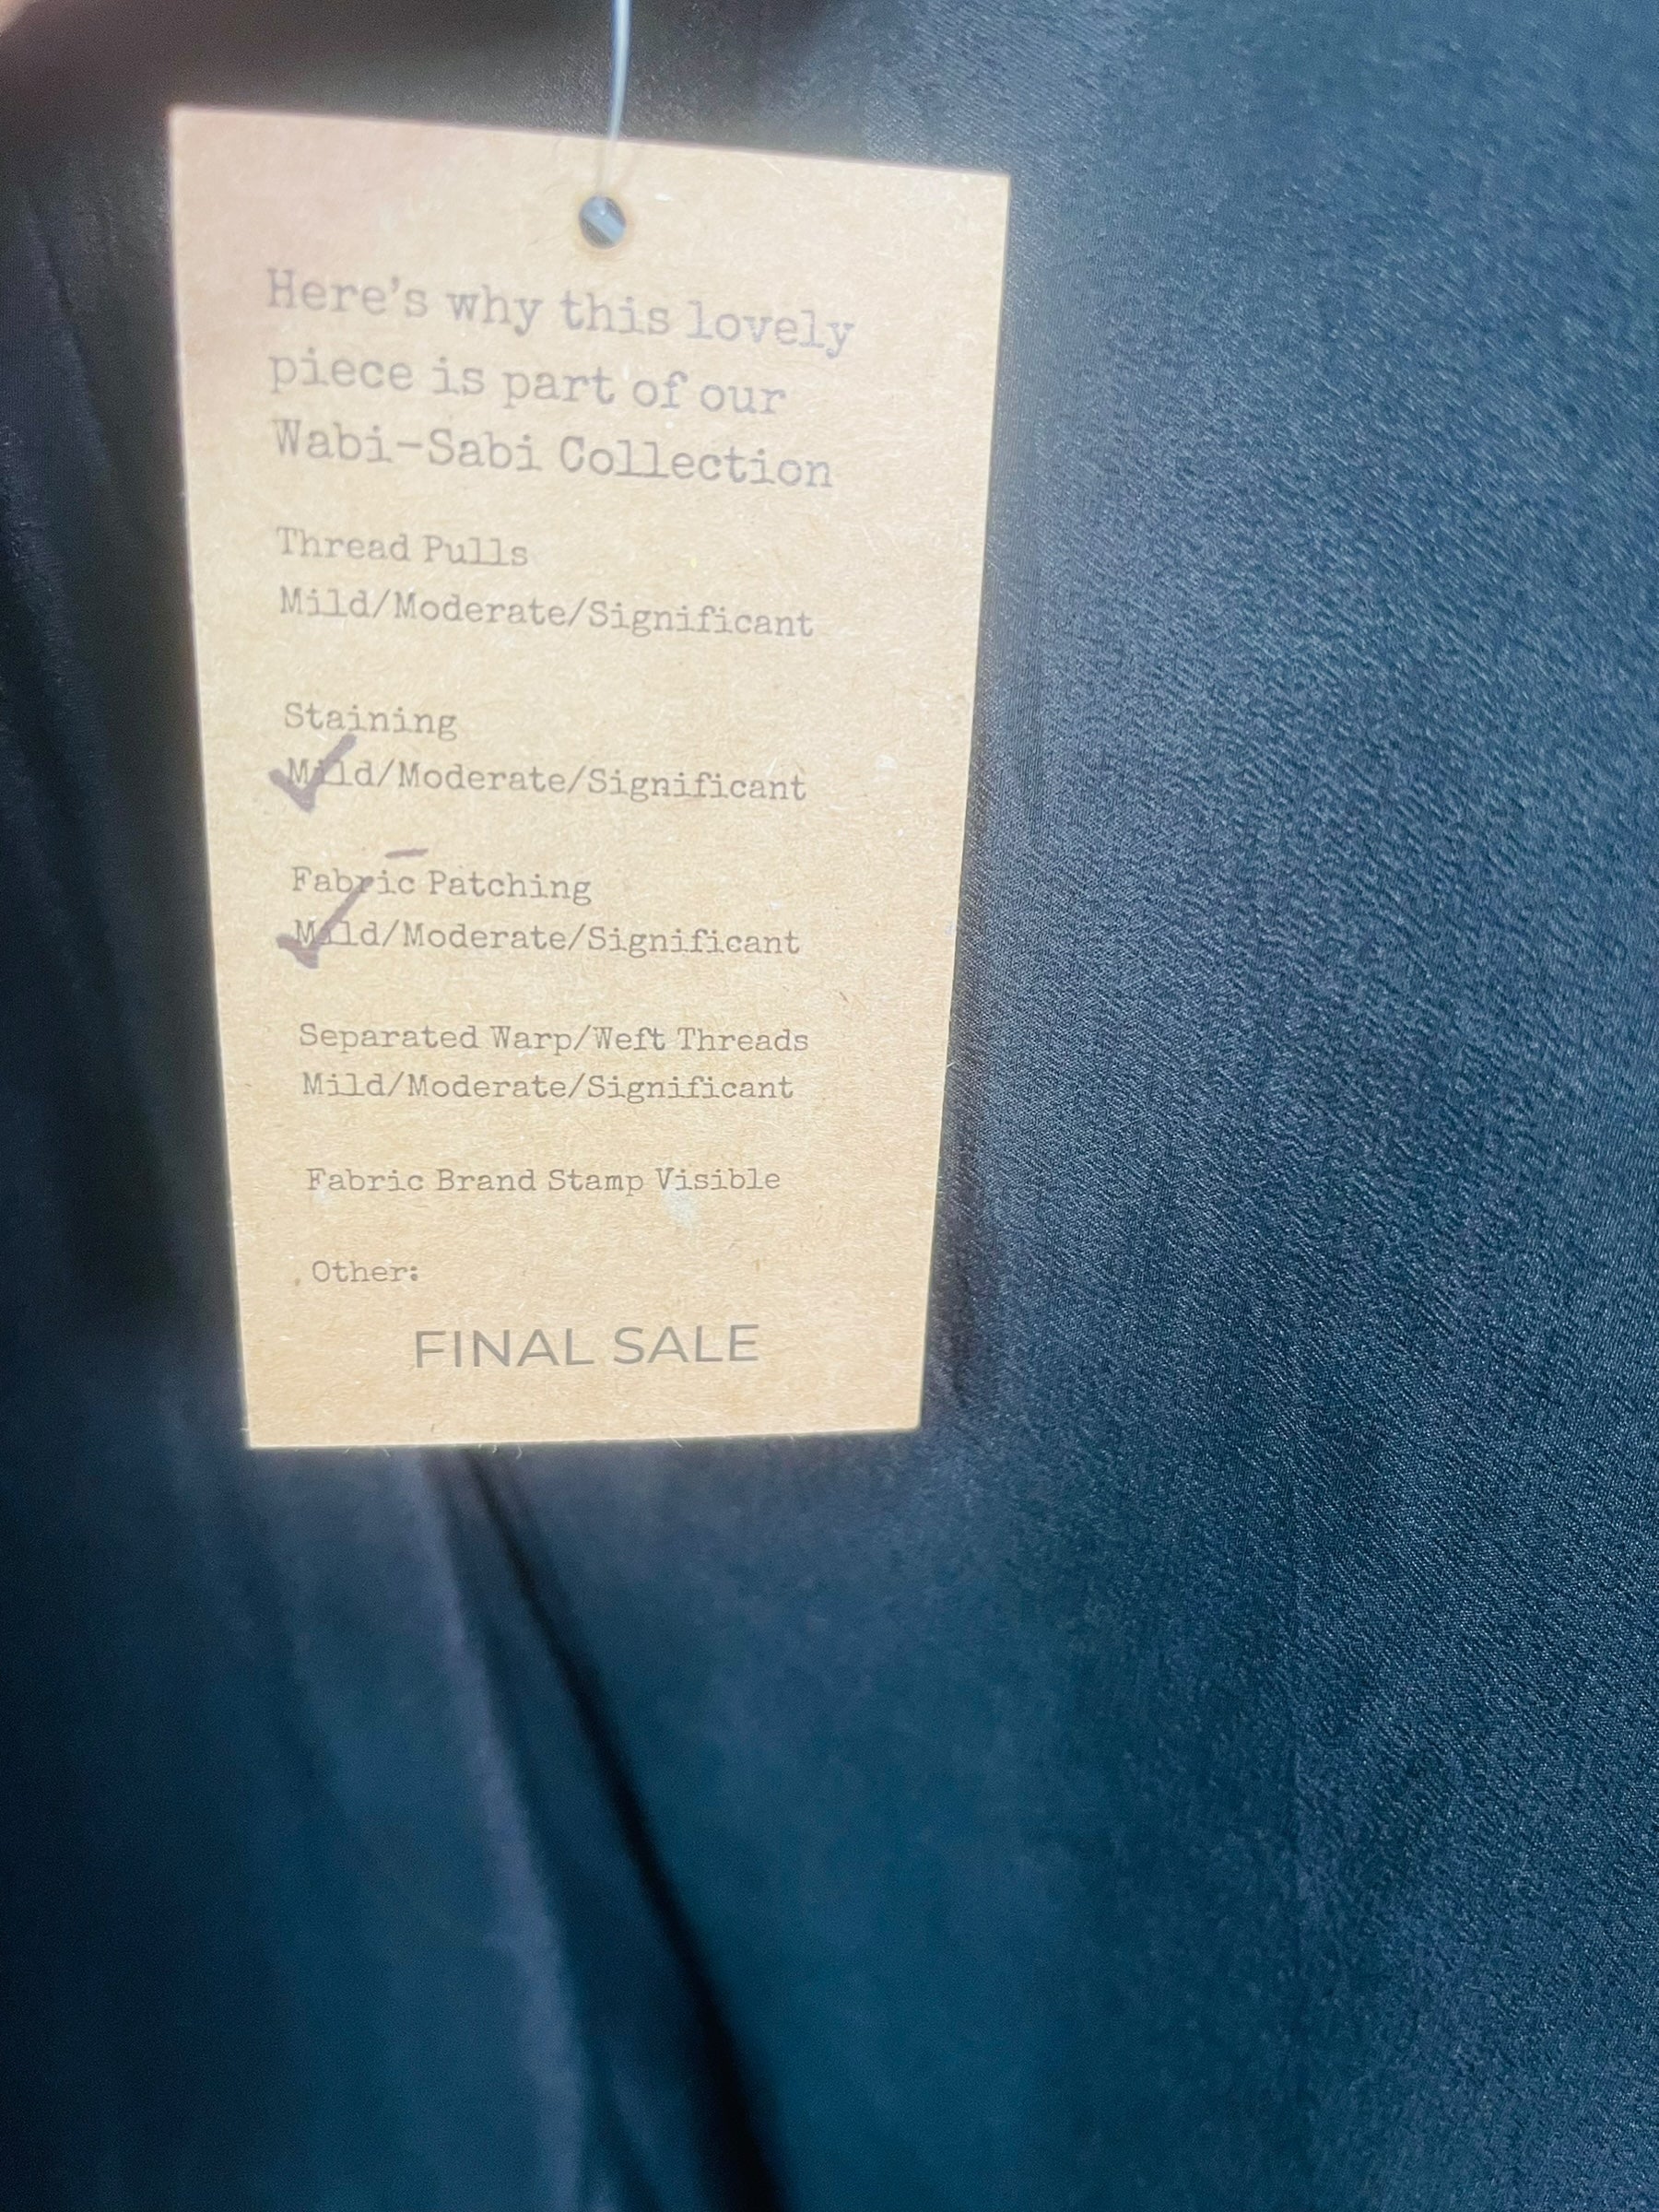 Here's why this lovely
piece is part of our
Wabi-Sabi Collection
Thread Pulls
Mild/Moderate/Significant
Staining
Mild/Moderate/Significant
Fabric Patching
Mild/Moderate/Significant
Separated Warp/Weft Threads
Mild/Moderate/Significant
Fabric Brand Stamp Visible
Other:
FINAL SALE